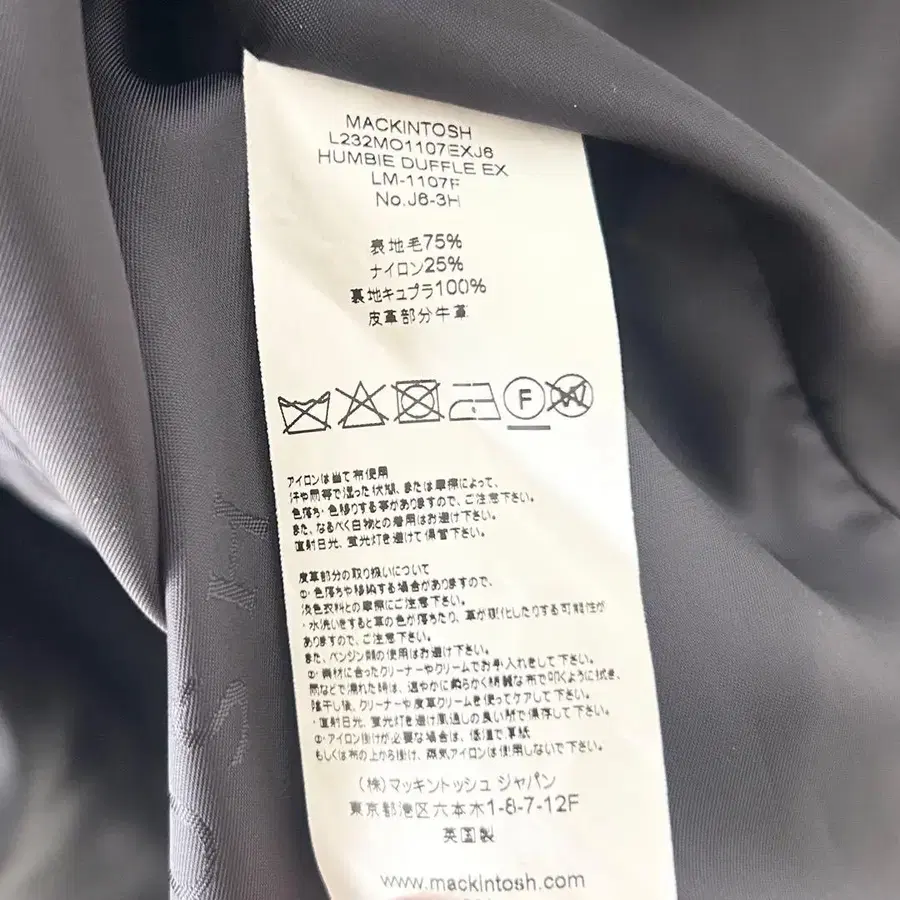 MACKINTOSH
L232MO1107EXJ6
HUMBIE DUFFLE EX
LM-1107F
No.J6-3H
表地毛75%
ナイロン25%
裏地キュプラ100%
皮革部分牛革
F
W
アイロンは当て布使用
汗や雨等で湿った状態、または摩擦によって、
色落ち・色移りする事がありますので、ご注意下さい。
また、なるべく白物との着用はお避け下さい。
直射日光、蛍光灯を避けて保管下さい。
皮革部分の取り扱いについて
・色落ちや移染する場合がありますので、
淡色衣料との摩擦にご注意下さい。
・水洗いをすると革の色が落ちたり、革が硬化したりする可能性が
ありますので、ご注意下さい。
また、ベンジン類の使用はお避け下さい。
・素材に合ったクリーナーやクリームでお手入れをして下さい。
雨などで濡れた時は、速やかに柔らかく綺麗な布で叩くように拭き、
陰干し後、クリーナーや皮革クリームを使ってケアして下さい。
・直射日光、蛍光灯を避け風通しの良い所で保存して下さい。
・アイロン掛けが必要な場合は、低温で厚紙
もしくは布の上から掛け、蒸気アイロンは使用しないで下さい。
(株)マッキントッシュ ジャパン
東京都港区六本木1-8-7-12F
英国製
www.mackintosh.com